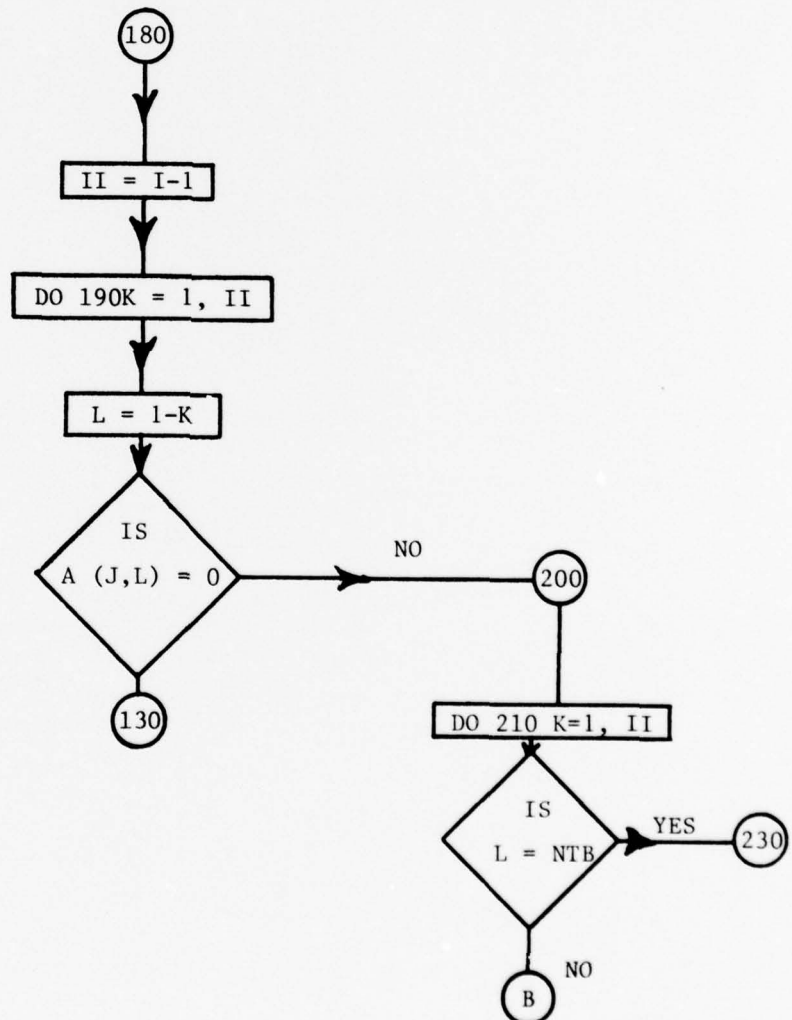 180
II = I-1
DO 190K = 1, II
L = 1-K
IS
A (J,L) = 0
NO
200
130
DO 210 K=1, II
IS
L = NTB
YES
230
NO
B